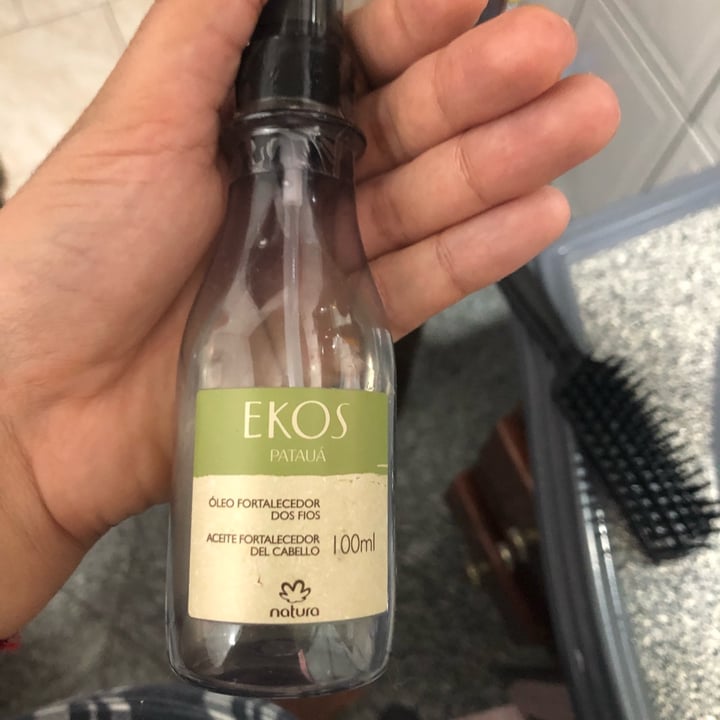 EKOS
PATAUÁ
ÓLEO FORTALECEDOR
DOS FIOS
ACEITE FORTALECEDOR
DEL CABELLO
100ml
natura